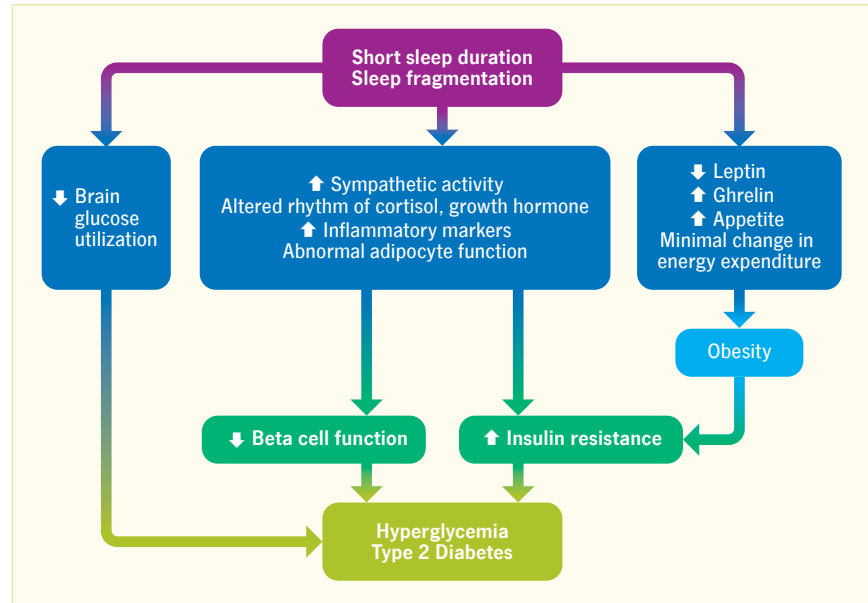 Short sleep duration
Sleep fragmentation
⬇ Brain
glucose
utilization
⬆ Sympathetic activity
Altered rhythm of cortisol, growth hormone
⬆ Inflammatory markers
Abnormal adipocyte function
⬇ Leptin
⬆ Ghrelin
⬆ Appetite
Minimal change in
energy expenditure
Obesity
⬇ Beta cell function
⬆ Insulin resistance
Hyperglycemia
Type 2 Diabetes